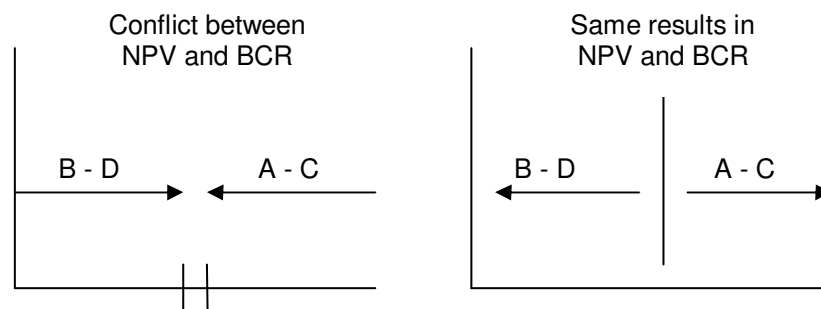 Conflict between
NPV and BCR
B - D
A - C
Same results in
NPV and BCR
B - D
A - C